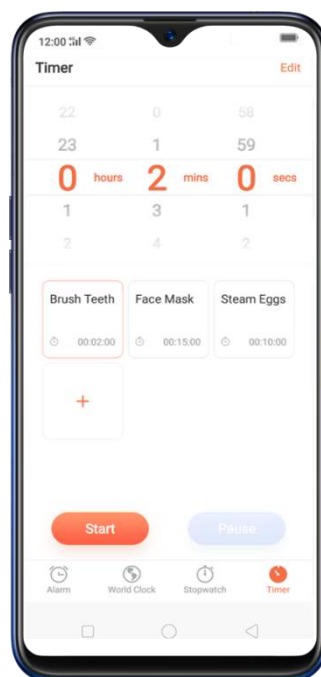 12:00
Timer Edit
22 0 58
23 1 59
0 hours 2 mins 0 secs
1 3 1
2 4 2
Brush Teeth Face Mask Steam Eggs
00:02:00 00:15:00 00:10:00
+
Start Pause
Alarm World Clock Stopwatch Timer